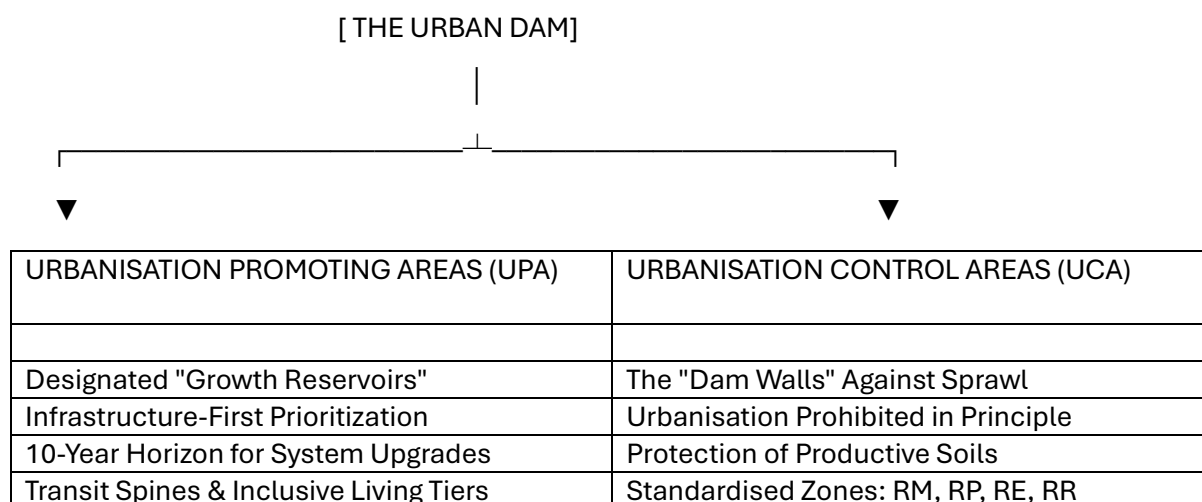 [ THE URBAN DAM]
URBANISATION PROMOTING AREAS (UPA) URBANISATION CONTROL AREAS (UCA)
Designated "Growth Reservoirs" The "Dam Walls" Against Sprawl
Infrastructure-First Prioritization Urbanisation Prohibited in Principle
10-Year Horizon for System Upgrades Protection of Productive Soils
Transit Spines & Inclusive Living Tiers Standardised Zones: RM, RP, RE, RR